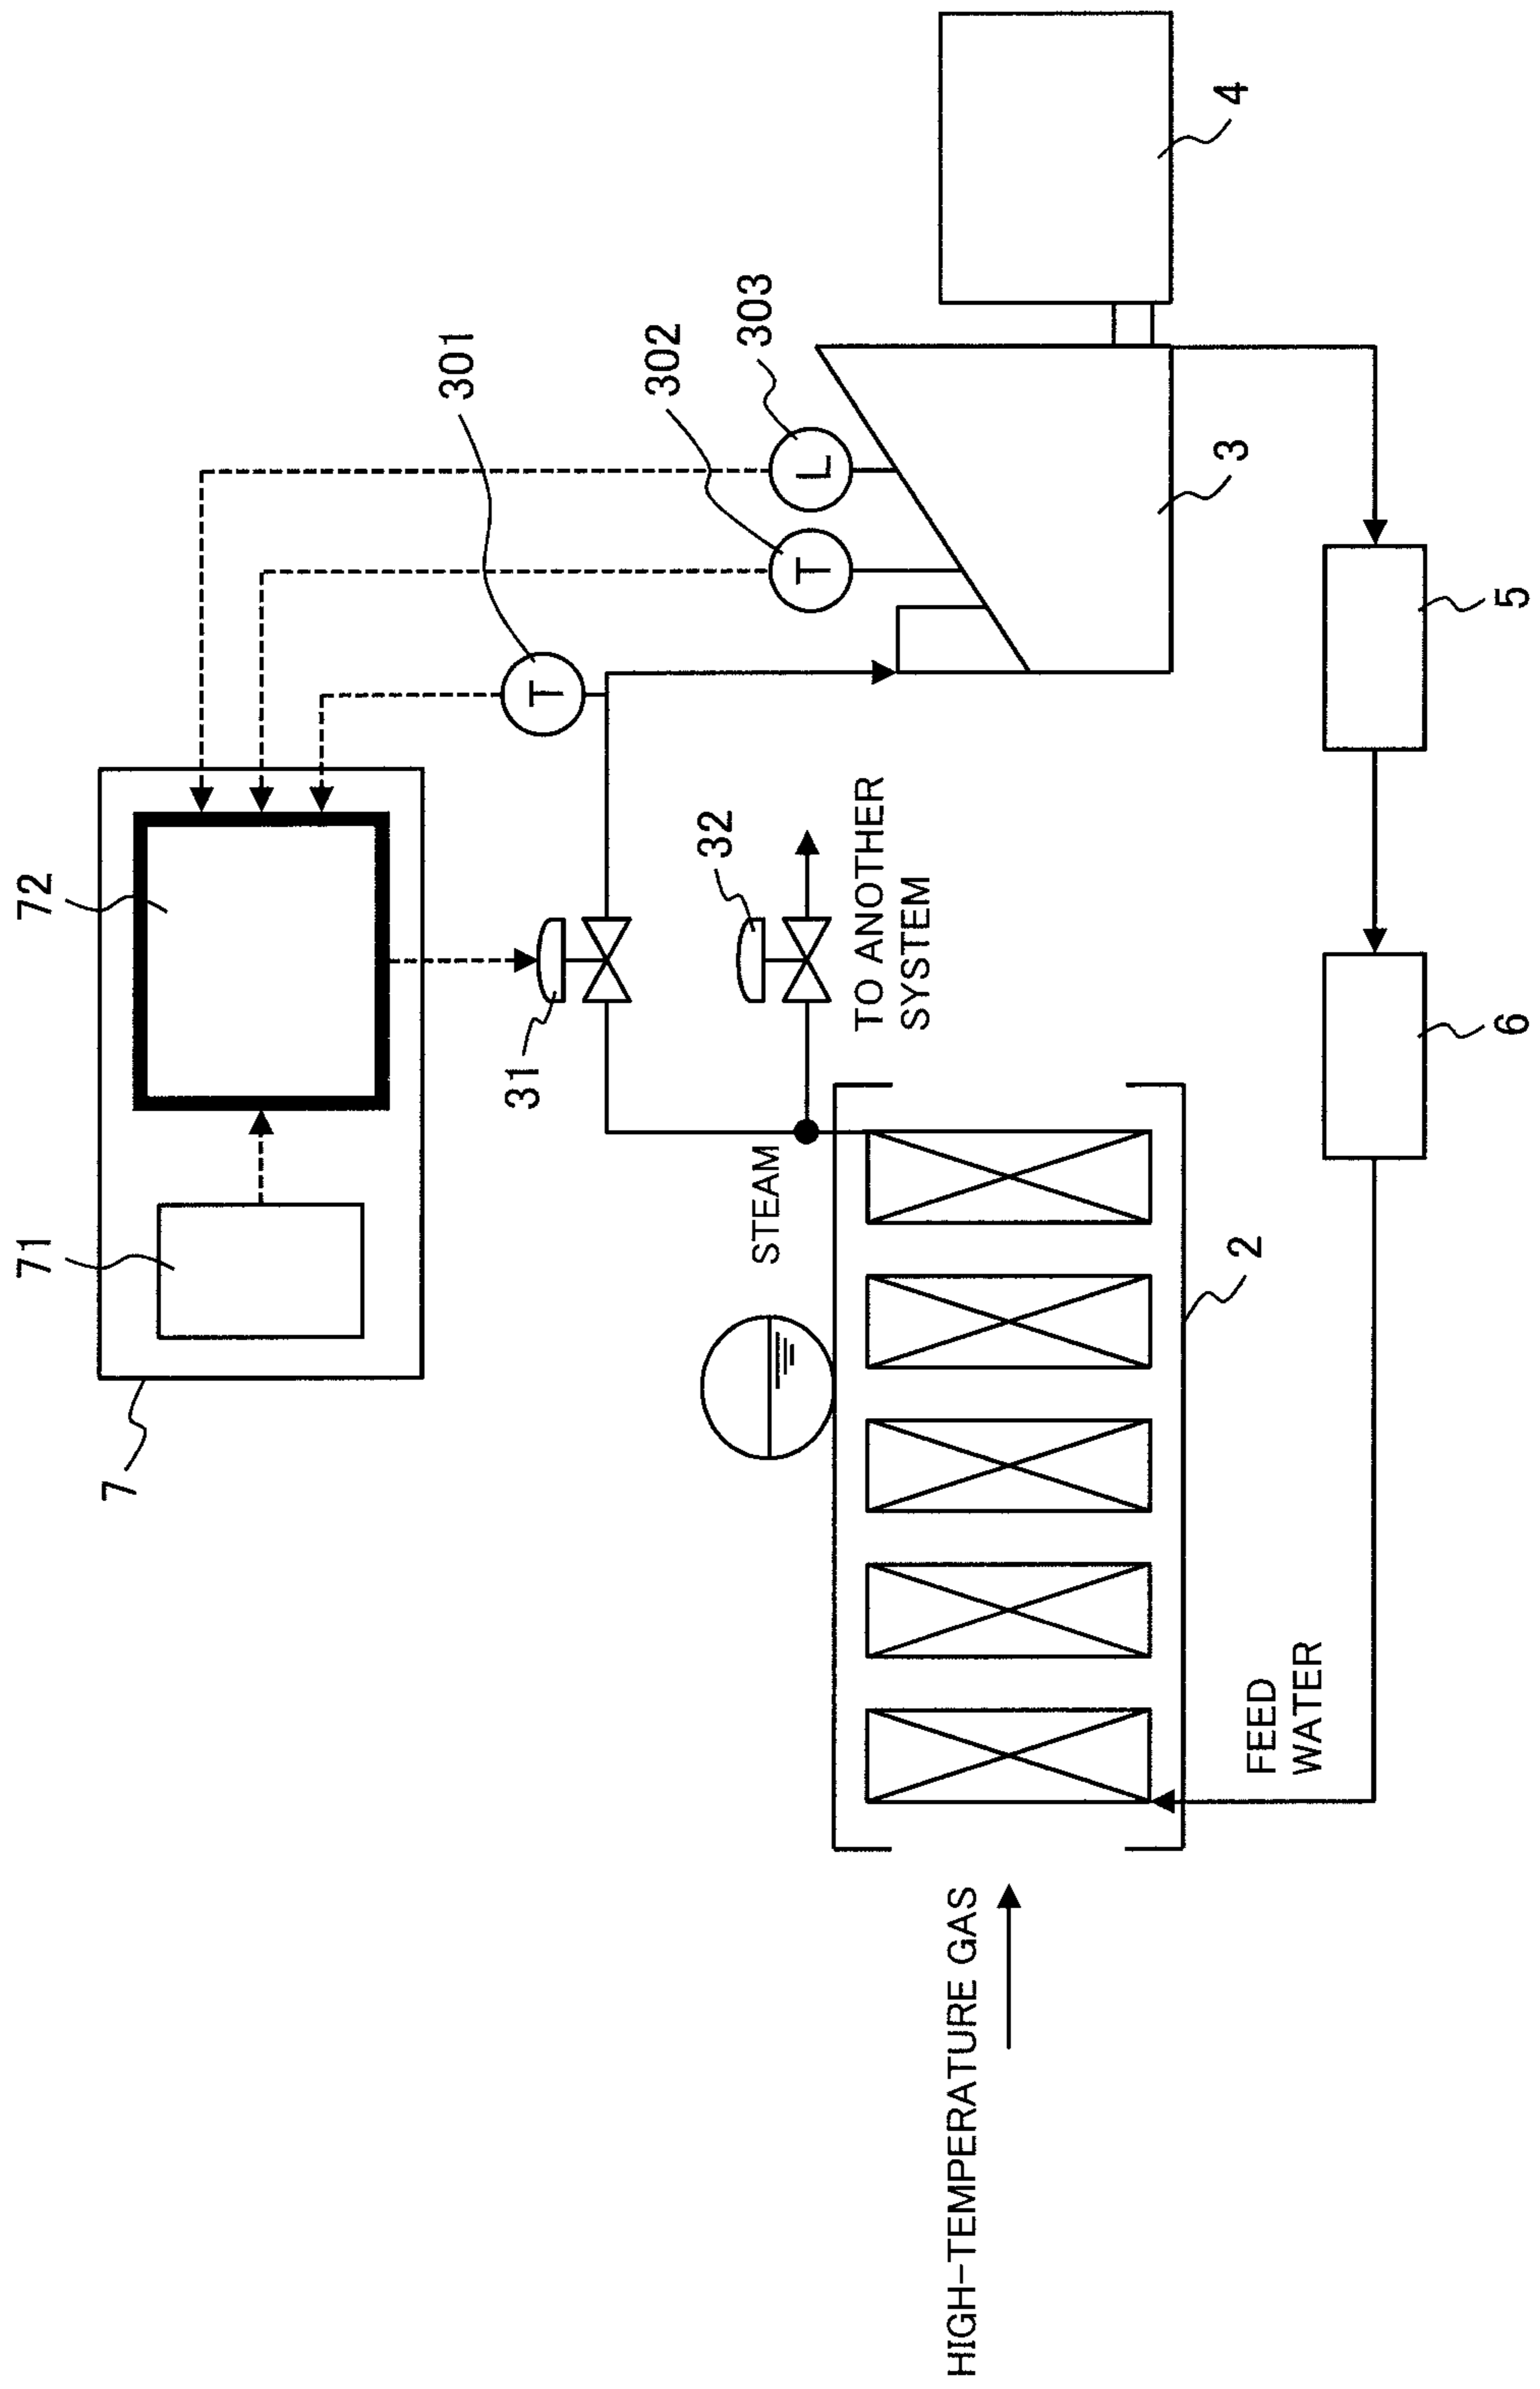 7
71
72
301
302
303
T
T
L
31
32
STEAM
TO ANOTHER
SYSTEM
4
3
2
HIGH-TEMPERATURE GAS
FEED
WATER
6
5